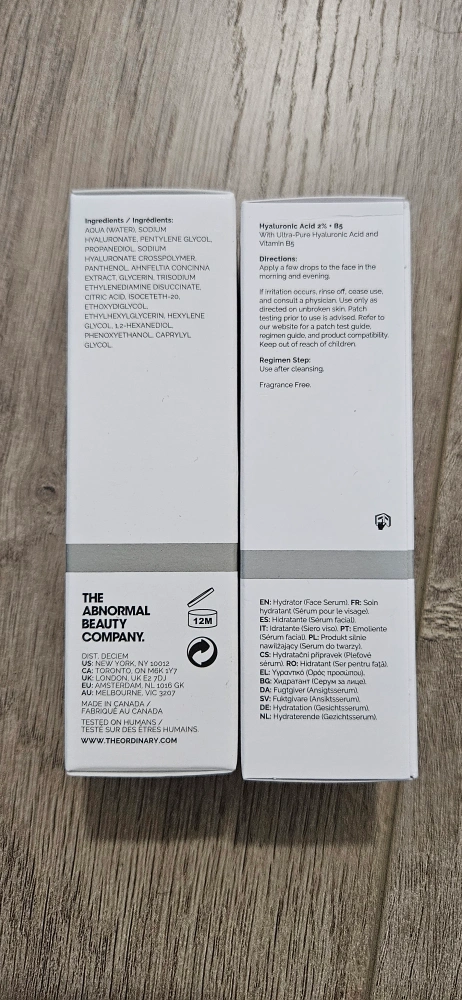 Ingredients / Ingrédients:
AQUA (WATER), SODIUM
HYALURONATE, PENTYLENE GLYCOL,
PROPANEDIOL, SODIUM
HYALURONATE CROSSPOLYMER,
PANTHENOL, AHNFELTIA CONCINNA
EXTRACT, GLYCERIN, TRISODIUM
ETHYLENEDIAMINE DISUCCINATE,
CITRIC ACID, ISOCETETH-20,
ETHOXYDIGLYCOL,
ETHYLHEXYLGLYCERIN, HEXYLENE
GLYCOL, 1,2-HEXANEDIOL,
PHENOXYETHANOL, CAPRYLYL
GLYCOL.
THE
ABNORMAL
BEAUTY
COMPANY.
12M
DIST. DECIEM
US: NEW YORK, NY 10012
CA: TORONTO, ON M6K 1Y7
UK: LONDON, UK E2 7DJ
EU: AMSTERDAM, NL 1016 GK
AU: MELBOURNE, VIC 3207
MADE IN CANADA /
FABRIQUÉ AU CANADA
TESTED ON HUMANS /
TESTÉ SUR DES ÊTRES HUMAINS.
WWW.THEORDINARY.COM
Hyaluronic Acid 2% + B5
With Ultra-Pure Hyaluronic Acid and
Vitamin B5
Directions:
Apply a few drops to the face in the
morning and evening.
If irritation occurs, rinse off, cease use,
and consult a physician. Use only as
directed on unbroken skin. Patch
testing prior to use is advised. Refer to
our website for a patch test guide,
regimen guide, and product compatibility.
Keep out of reach of children.
Regimen Step:
Use after cleansing.
Fragrance Free.
EN: Hydrator (Face Serum). FR: Soin
hydratant (Sérum pour le visage).
ES: Hidratante (Sérum facial).
IT: Idratante (Siero viso). PT: Emoliente
(Sérum facial). PL: Produkt silnie
nawilżający (Serum do twarzy).
CS: Hydratační přípravek (Pleťové
sérum). RO: Hidratant (Ser pentru față).
EL: Υγραντικό (Ορός προσώπου).
BG: Хидратант (Серум за лице).
DA: Fugtgiver (Ansigtsserum).
SV: Fuktgivare (Ansiktsserum).
DE: Hydratation (Gesichtsserum).
NL: Hydraterende (Gezichtsserum).